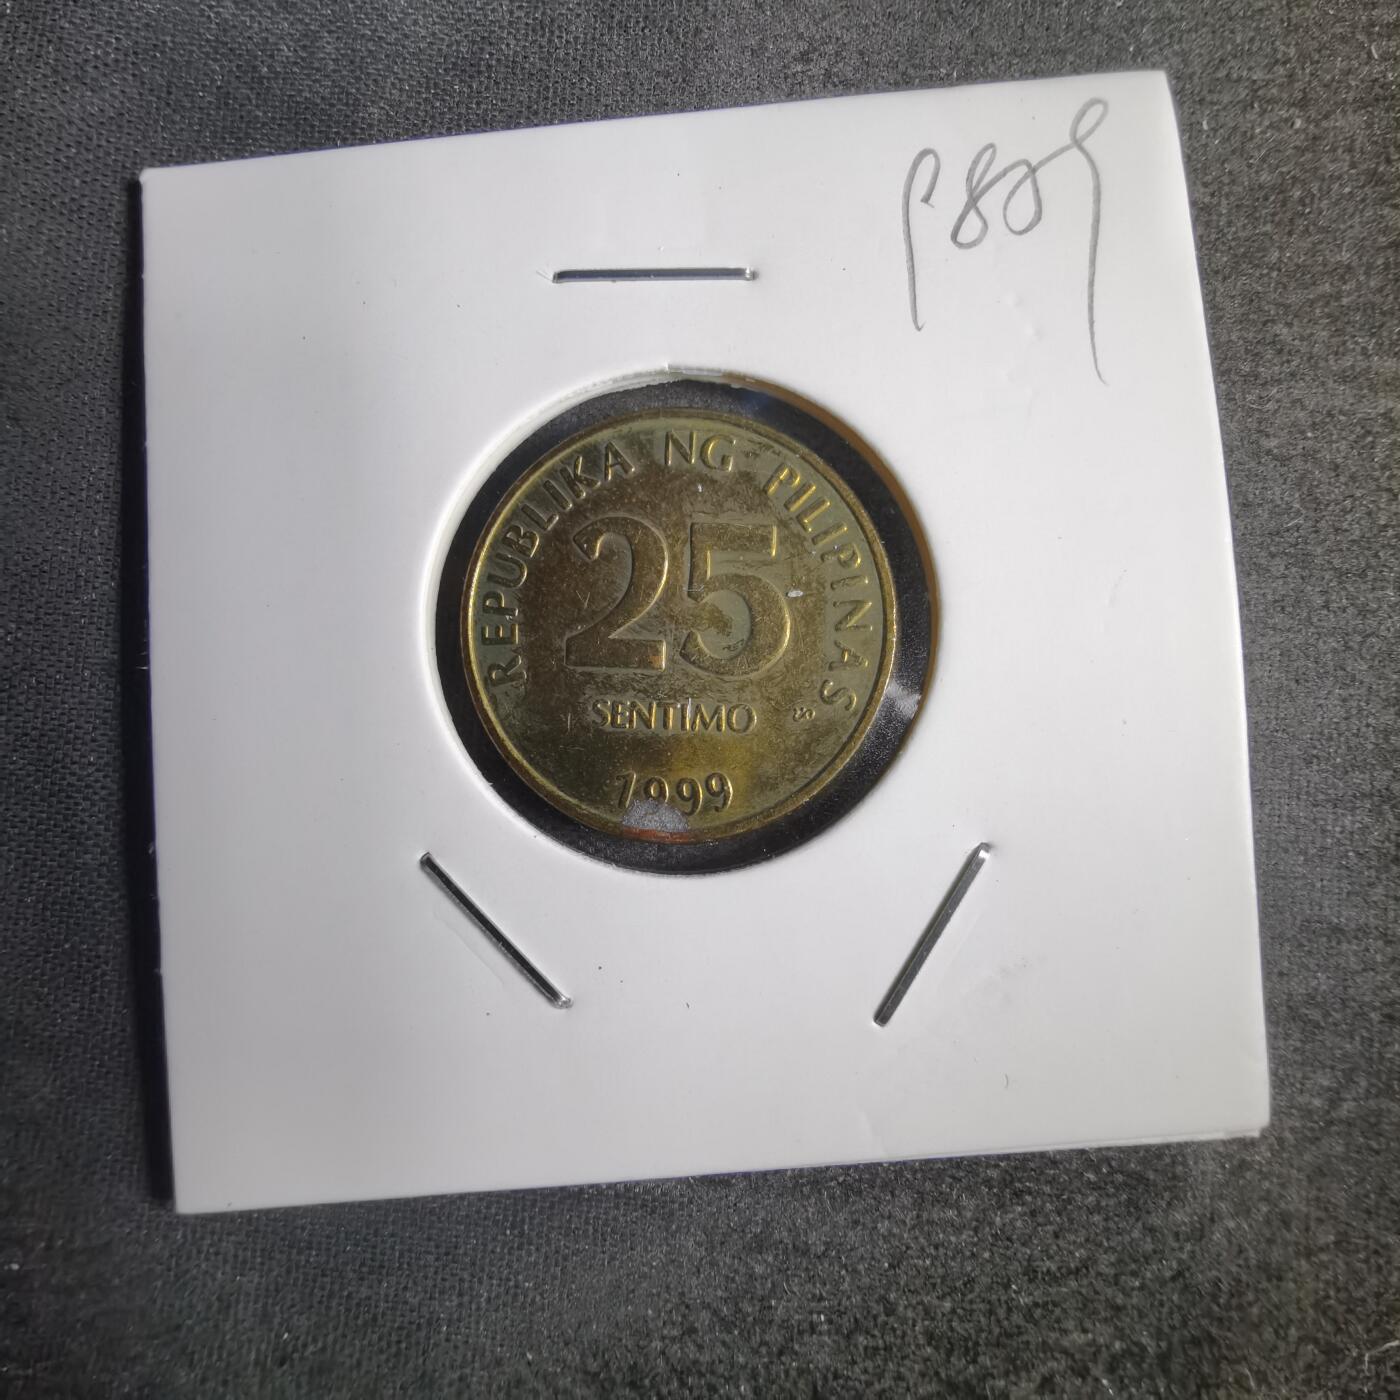 REPUBLIKA NG PILIPINAS
25
SENTIMO
1999